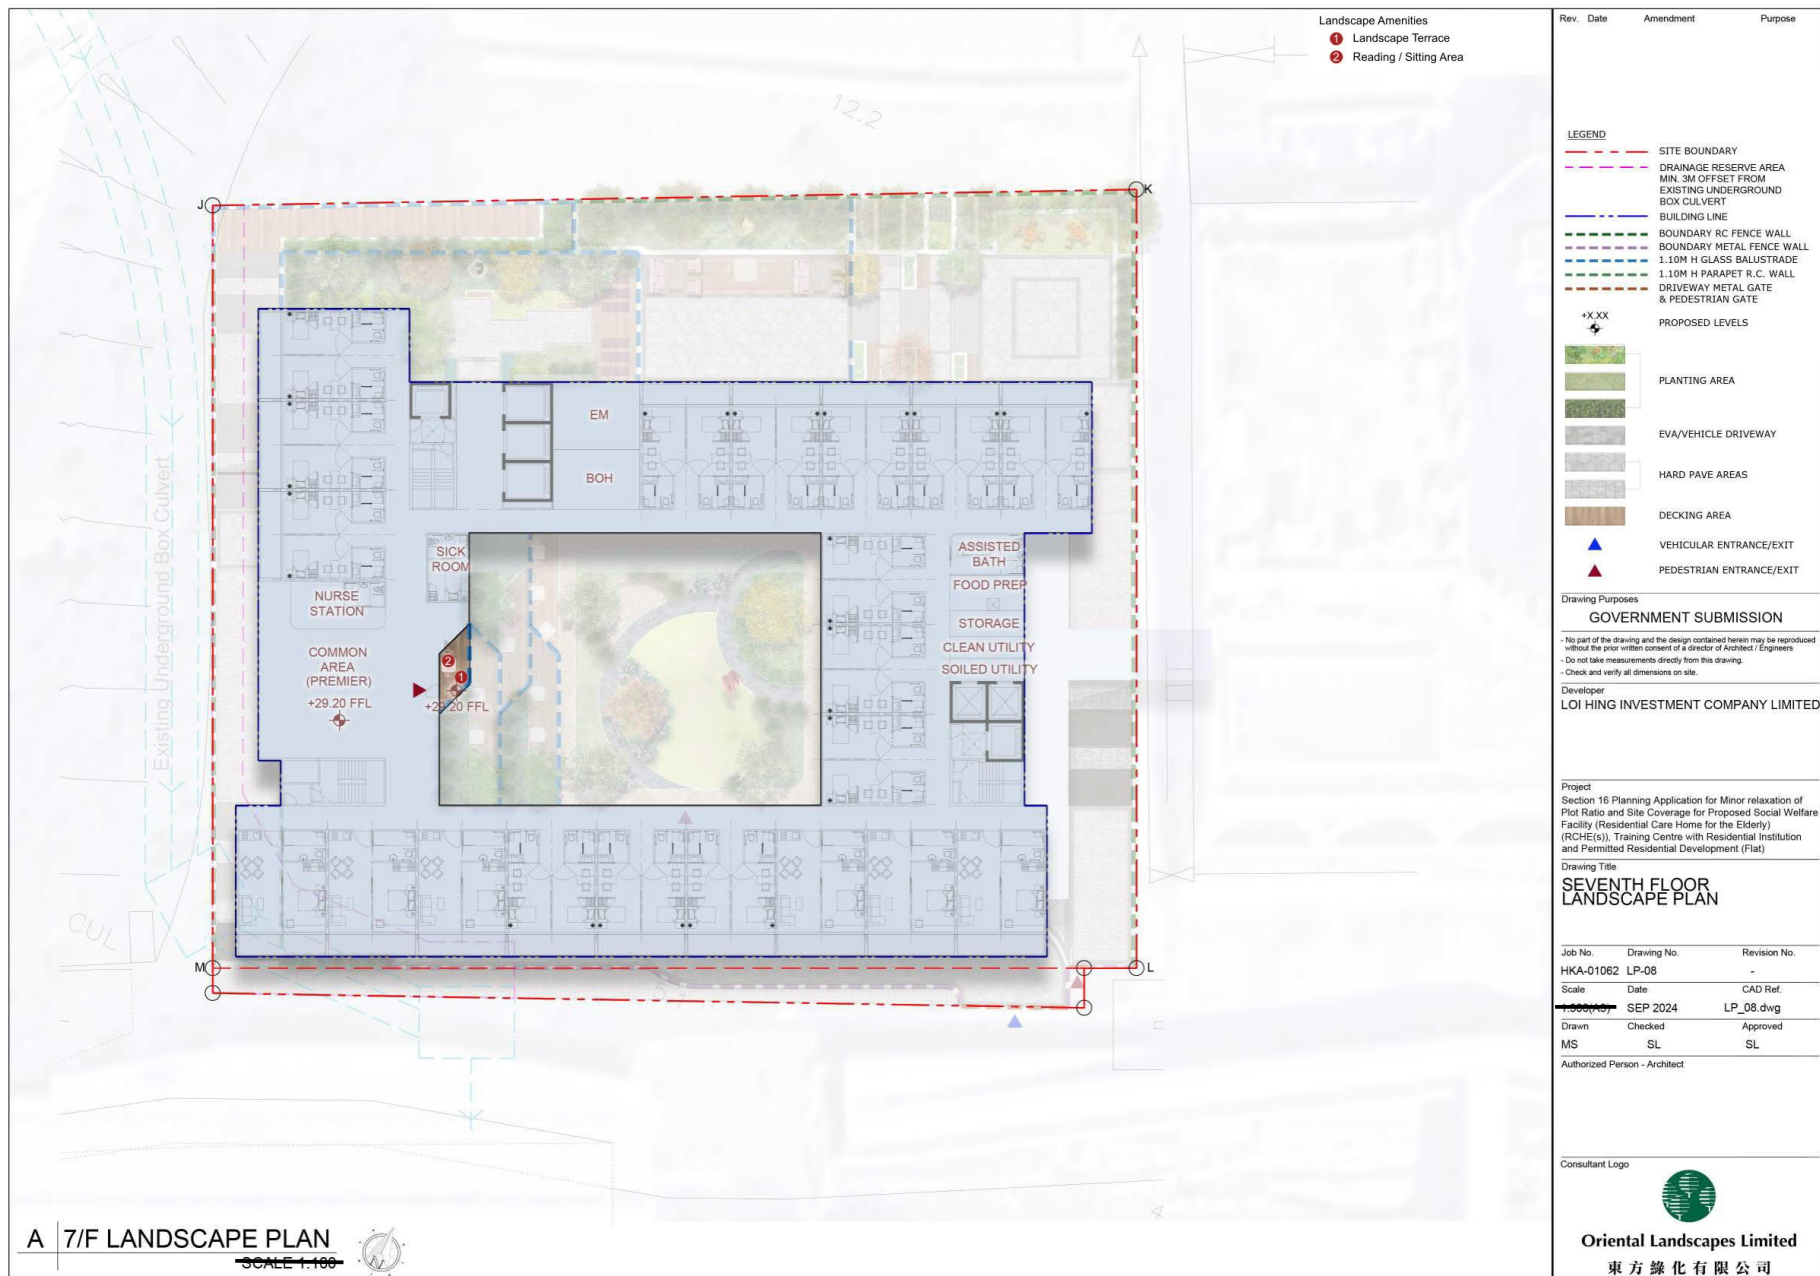 Landscape Amenities
1 Landscape Terrace
2 Reading / Sitting Area
12.2
J
K
EM
BOH
SICK
ROOM
ASSISTED
BATH
FOOD PREP
STORAGE
CLEAN UTILITY
SOILED UTILITY
NURSE
STATION
COMMON
AREA
(PREMIER)
+29.20 FFL
2
1
+29.20 FFL
Existing Underground Box Culvert
CUL
M
L
A 7/F LANDSCAPE PLAN
SCALE 1:100
N
Rev. Date Amendment Purpose
LEGEND
SITE BOUNDARY
DRAINAGE RESERVE AREA
MIN. 3M OFFSET FROM
EXISTING UNDERGROUND
BOX CULVERT
BUILDING LINE
BOUNDARY RC FENCE WALL
BOUNDARY METAL FENCE WALL
1.10M H GLASS BALUSTRADE
1.10M H PARAPET R.C. WALL
DRIVEWAY METAL GATE
& PEDESTRIAN GATE
+X.XX
PROPOSED LEVELS
PLANTING AREA
EVA/VEHICLE DRIVEWAY
HARD PAVE AREAS
DECKING AREA
VEHICULAR ENTRANCE/EXIT
PEDESTRIAN ENTRANCE/EXIT
Drawing Purposes
GOVERNMENT SUBMISSION
- No part of the drawing and the design contained herein may be reproduced
without the prior written consent of a director of Architect / Engineers
- Do not take measurements directly from this drawing.
- Check and verify all dimensions on site.
Developer
LOI HING INVESTMENT COMPANY LIMITED
Project
Section 16 Planning Application for Minor relaxation of
Plot Ratio and Site Coverage for Proposed Social Welfare
Facility (Residential Care Home for the Elderly)
(RCHE(s)), Training Centre with Residential Institution
and Permitted Residential Development (Flat)
Drawing Title
SEVENTH FLOOR
LANDSCAPE PLAN
Job No. Drawing No. Revision No.
HKA-01062 LP-08 -
Scale Date CAD Ref.
SEP 2024 LP_08.dwg
Drawn Checked Approved
MS SL SL
Authorized Person - Architect
Consultant Logo
Oriental Landscapes Limited
東方綠化有限公司